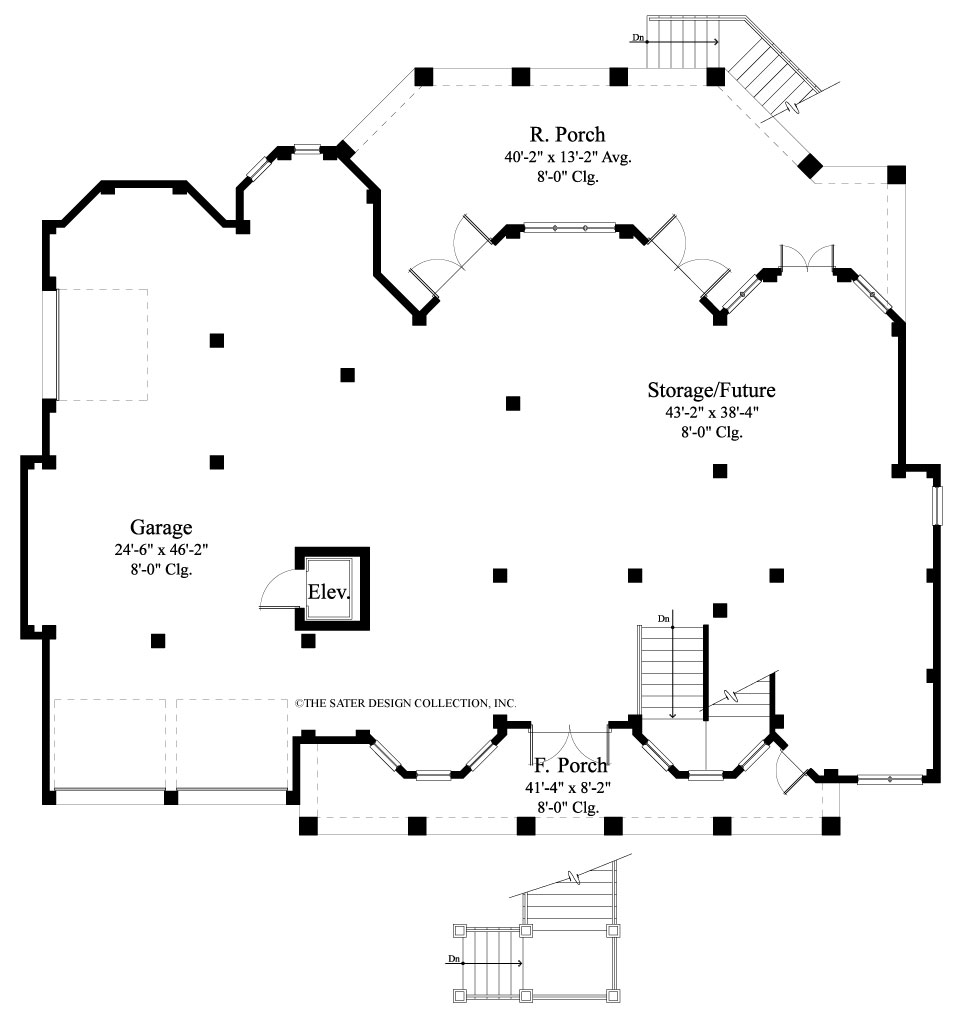 Dn
R. Porch
40'-2" x 13'-2" Avg.
8'-0" Clg.
Storage/Future
43'-2" x 38'-4"
8'-0" Clg.
Garage
24'-6" x 46'-2"
8'-0" Clg.
Elev.
Dn
©THE SATER DESIGN COLLECTION, INC.
F. Porch
41'-4" x 8'-2"
8'-0" Clg.
Dn